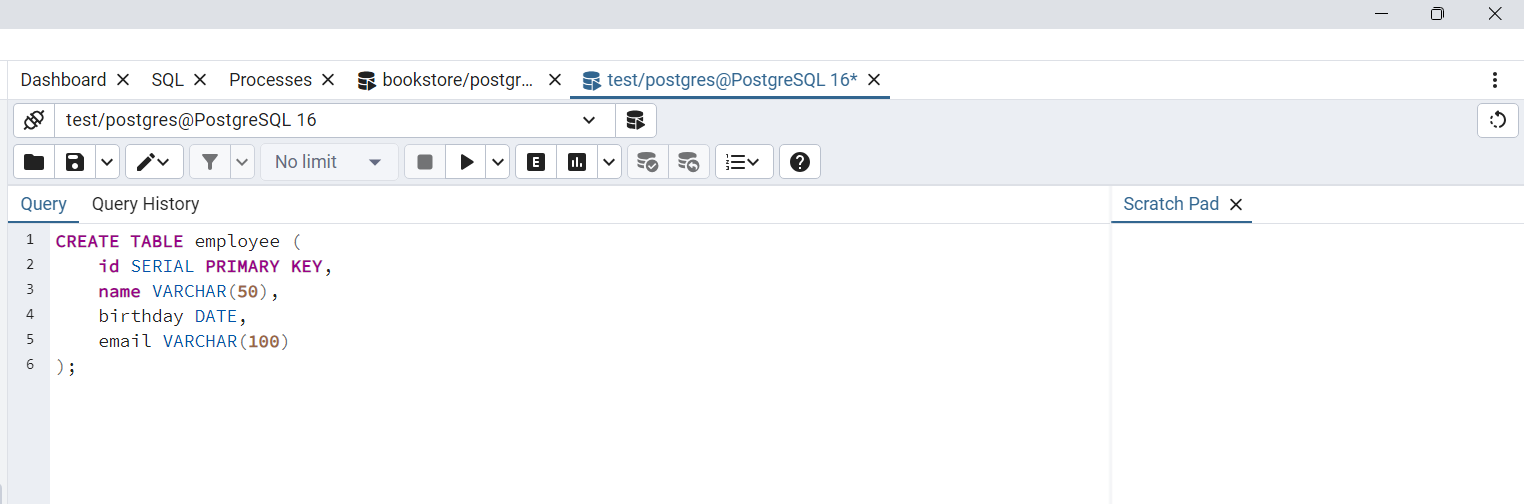 Dashboard SQL Processes bookstore/postgr... test/postgres@PostgreSQL 16*
test/postgres@PostgreSQL 16
No limit E
Query Query History Scratch Pad
1 CREATE TABLE employee (
2 id SERIAL PRIMARY KEY,
3 name VARCHAR(50),
4 birthday DATE,
5 email VARCHAR(100)
6 );